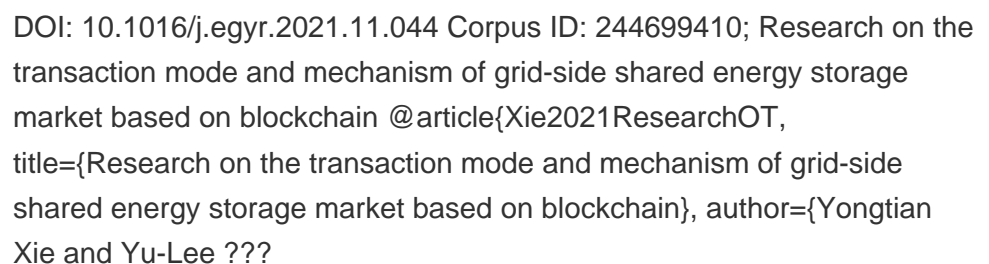 DOI: 10.1016/j.egyr.2021.11.044 Corpus ID: 244699410; Research on the
transaction mode and mechanism of grid-side shared energy storage
market based on blockchain @article{Xie2021ResearchOT,
title={Research on the transaction mode and mechanism of grid-side
shared energy storage market based on blockchain}, author={Yongtian
Xie and Yu-Lee ???